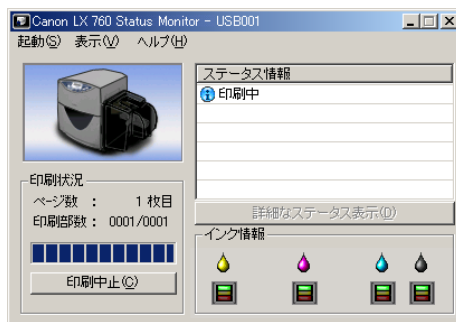 Canon LX 760 Status Monitor - USB001
起動(S) 表示(V) ヘルプ(H)
ステータス情報
印刷中
詳細なステータス表示(D)
印刷状況
ページ数 : 1 枚目
印刷部数 : 0001/0001
印刷中止(C)
インク情報